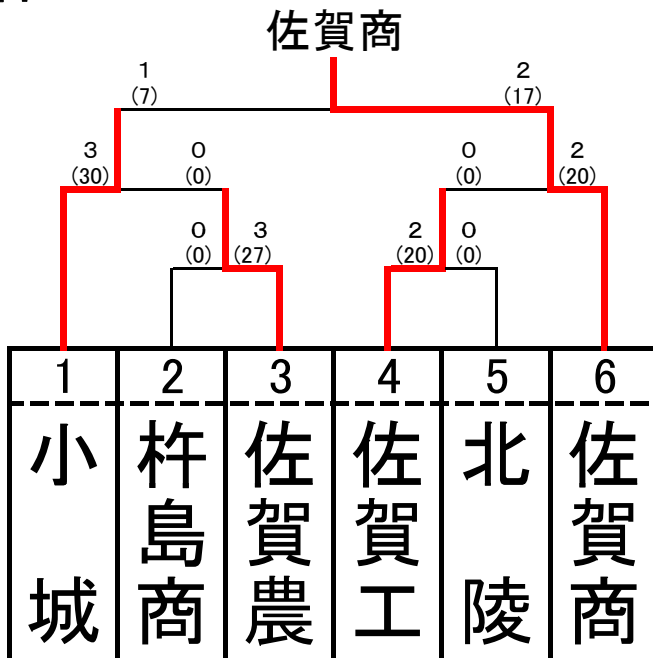 佐賀商
1 2
(7) (17)
3 0 0 2
(30) (0) (0) (20)
0 3 2 0
(0) (27) (20) (0)
1 2 3 4 5 6
小城
杵島商
佐賀農
佐賀工
北陵
佐賀商